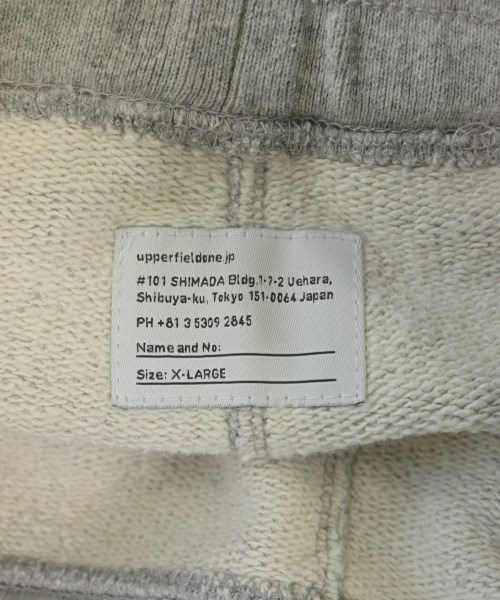 upperfieldone.jp
#101 SHIMADA Bldg.1-7-2 Uehara,
Shibuya-ku, Tokyo 151-0064 Japan
PH +81 3 5309 2845
Name and No:
Size: X-LARGE